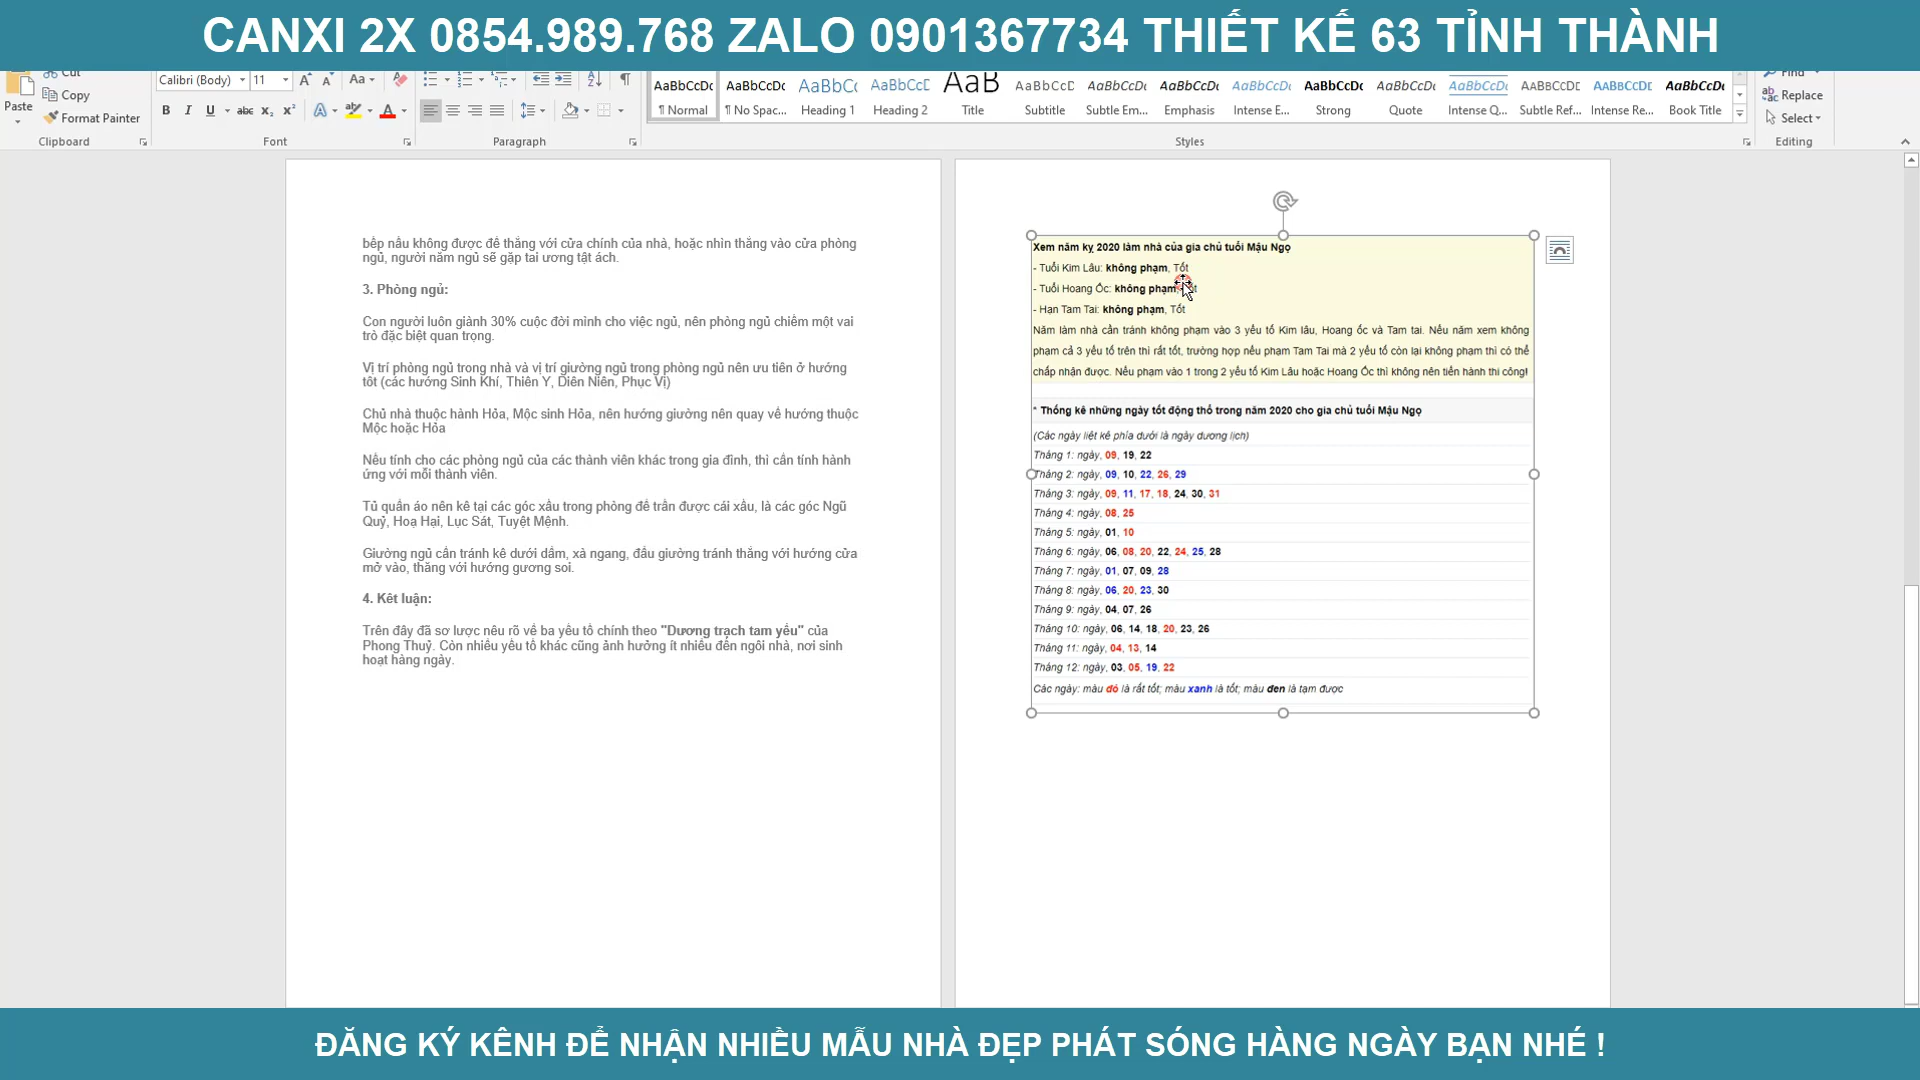 CANXI 2X 0854.989.768 ZALO 0901367734 THIẾT KẾ 63 TỈNH THÀNH
Cut
Copy
Format Painter
Paste
Clipboard
Calibri (Body)
11
Font
Paragraph
AaBbCcDc AaBbCcDc AaBbCc AaBbCcD AaB AaBbCcD AaBbCcDc AaBbCcDc AaBbCcDc AaBbCcDc AaBbCcDc AaBbCcDc AABBCCDC AABBCCDC AaBbCcDc
¶ Normal ¶ No Spac... Heading 1 Heading 2 Title Subtitle Subtle Em... Emphasis Intense E... Strong Quote Intense Q... Subtle Ref... Intense Re... Book Title
Styles
Find
Replace
Select
Editing
bếp nấu không được để thẳng với cửa chính của nhà, hoặc nhìn thẳng vào cửa phòng
ngủ, người nằm ngủ sẽ gặp tai ương tật ách.
3. Phòng ngủ:
Con người luôn giành 30% cuộc đời mình cho việc ngủ, nên phòng ngủ chiếm một vai
trò đặc biệt quan trọng.
Vị trí phòng ngủ trong nhà và vị trí giường ngủ trong phòng ngủ nên ưu tiên ở hướng
tốt (các hướng Sinh Khí, Thiên Y, Diên Niên, Phục Vị)
Chủ nhà thuộc hành Hỏa, Mộc sinh Hỏa, nên hướng giường nên quay về hướng thuộc
Mộc hoặc Hỏa
Nếu tính cho các phòng ngủ của các thành viên khác trong gia đình, thì cần tính hành
ứng với mỗi thành viên.
Tủ quần áo nên kê tại các góc xấu trong phòng để trấn được cái xấu, là các góc Ngũ
Quỷ, Hoạ Hại, Lục Sát, Tuyệt Mệnh.
Giường ngủ cần tránh kê dưới dầm, xà ngang, đầu giường tránh thẳng với hướng cửa
mở vào, thẳng với hướng gương soi.
4. Kết luận:
Trên đây đã sơ lược nêu rõ về ba yếu tố chính theo "Dương trạch tam yếu" của
Phong Thuỷ. Còn nhiều yếu tố khác cũng ảnh hưởng ít nhiều đến ngôi nhà, nơi sinh
hoạt hàng ngày.
Xem năm kỵ 2020 làm nhà của gia chủ tuổi Mậu Ngọ
- Tuổi Kim Lâu: không phạm, Tốt
- Tuổi Hoang Ốc: không phạm
- Hạn Tam Tai: không phạm, Tốt
Năm làm nhà cần tránh không phạm vào 3 yếu tố Kim lâu, Hoang ốc và Tam tai. Nếu năm xem không
phạm cả 3 yếu tố trên thì rất tốt, trường hợp nếu phạm Tam Tai mà 2 yếu tố còn lại không phạm thì có thể
chấp nhận được. Nếu phạm vào 1 trong 2 yếu tố Kim Lâu hoặc Hoang Ốc thì không nên tiến hành thi công!
* Thống kê những ngày tốt động thổ trong năm 2020 cho gia chủ tuổi Mậu Ngọ
(Các ngày liệt kê phía dưới là ngày dương lịch)
Tháng 1: ngày, 09, 19, 22
Tháng 2: ngày, 09, 10, 22, 26, 29
Tháng 3: ngày, 09, 11, 17, 18, 24, 30, 31
Tháng 4: ngày, 08, 25
Tháng 5: ngày, 01, 10
Tháng 6: ngày, 06, 08, 20, 22, 24, 25, 28
Tháng 7: ngày, 01, 07, 09, 28
Tháng 8: ngày, 06, 20, 23, 30
Tháng 9: ngày, 04, 07, 26
Tháng 10: ngày, 06, 14, 18, 20, 23, 26
Tháng 11: ngày, 04, 13, 14
Tháng 12: ngày, 03, 05, 19, 22
Các ngày: màu đỏ là rất tốt; màu xanh là tốt; màu đen là tạm được
ĐĂNG KÝ KÊNH ĐỂ NHẬN NHIỀU MẪU NHÀ ĐẸP PHÁT SÓNG HÀNG NGÀY BẠN NHÉ !